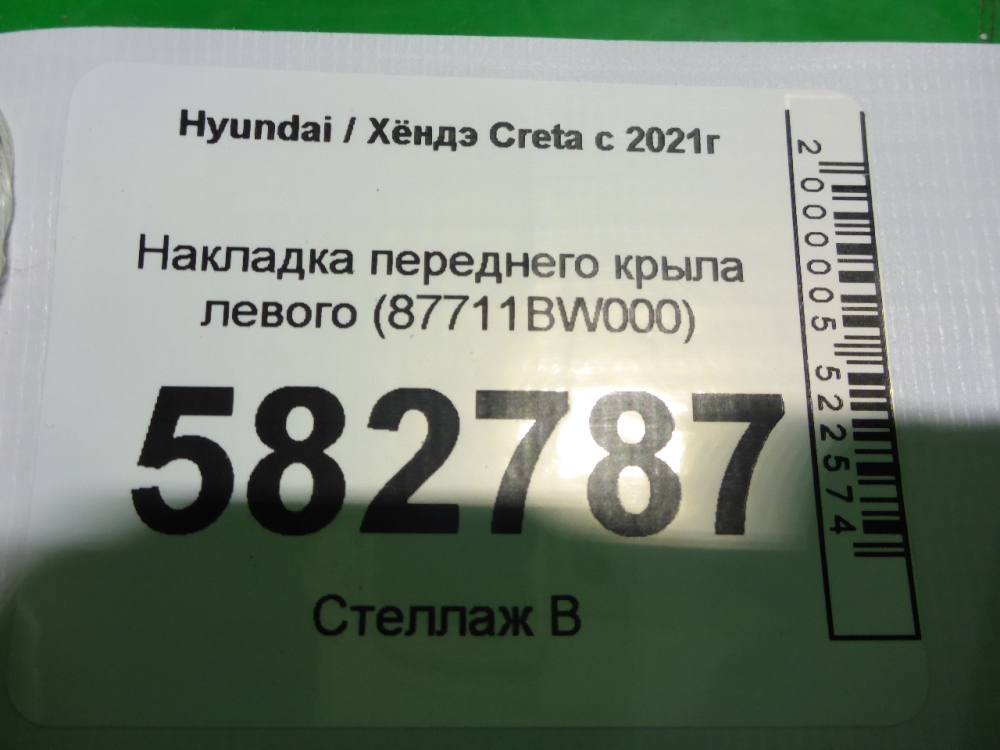 Hyundai / Хёндэ Creta с 2021г
Накладка переднего крыла
левого (87711BW000)
582787
Стеллаж В
2000005522574